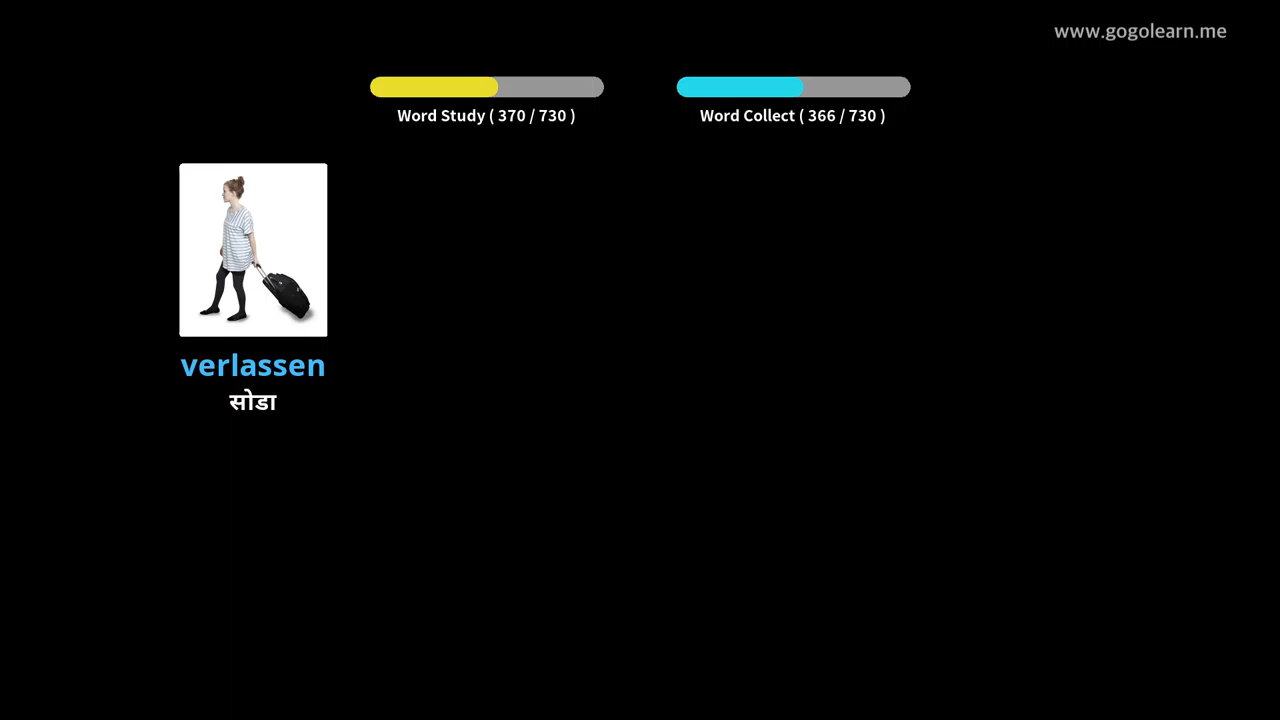 www.gogolearn.me
Word Study ( 370 / 730 )
Word Collect ( 366 / 730 )
verlassen
सोडा